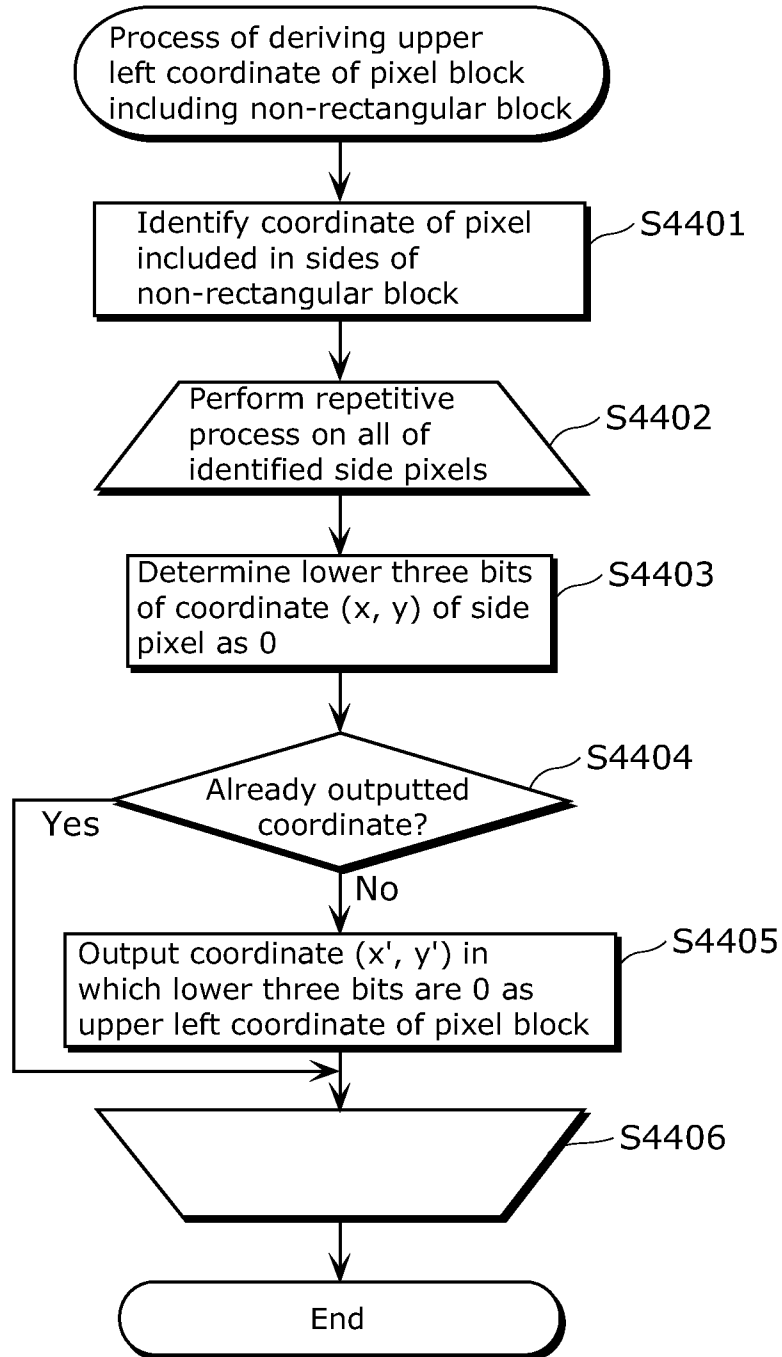 Process of deriving upper
left coordinate of pixel block
including non-rectangular block
Identify coordinate of pixel
included in sides of
non-rectangular block
S4401
Perform repetitive
process on all of
identified side pixels
S4402
Determine lower three bits
of coordinate (x, y) of side
pixel as 0
S4403
Already outputted
coordinate?
S4404
Yes
No
Output coordinate (x', y') in
which lower three bits are 0 as
upper left coordinate of pixel block
S4405
S4406
End